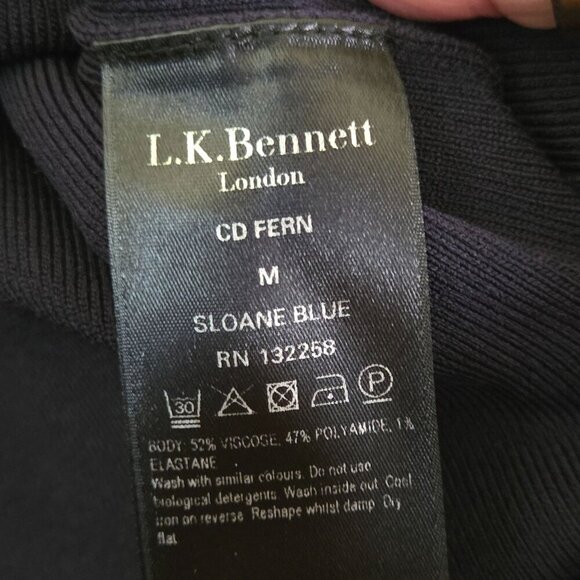 L.K.Bennett
London
CD FERN
M
SLOANE BLUE
RN 132258
30
P
BODY: 52% VISCOSE, 47% POLYAMIDE, 1%
ELASTANE
Wash with similar colours. Do not use
biological detergents. Wash inside out. Cool
iron on reverse. Reshape whilst damp. Dry
flat